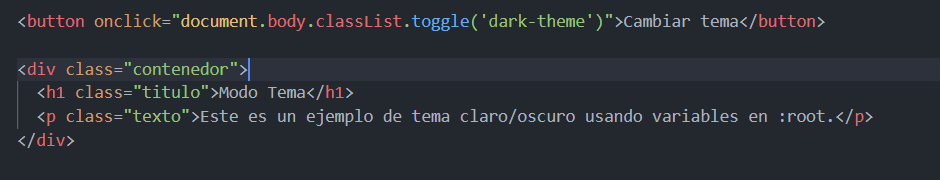 <button onclick="document.body.classList.toggle('dark-theme')">Cambiar tema</button>
<div class="contenedor">
<h1 class="titulo">Modo Tema</h1>
<p class="texto">Este es un ejemplo de tema claro/oscuro usando variables en :root.</p>
</div>